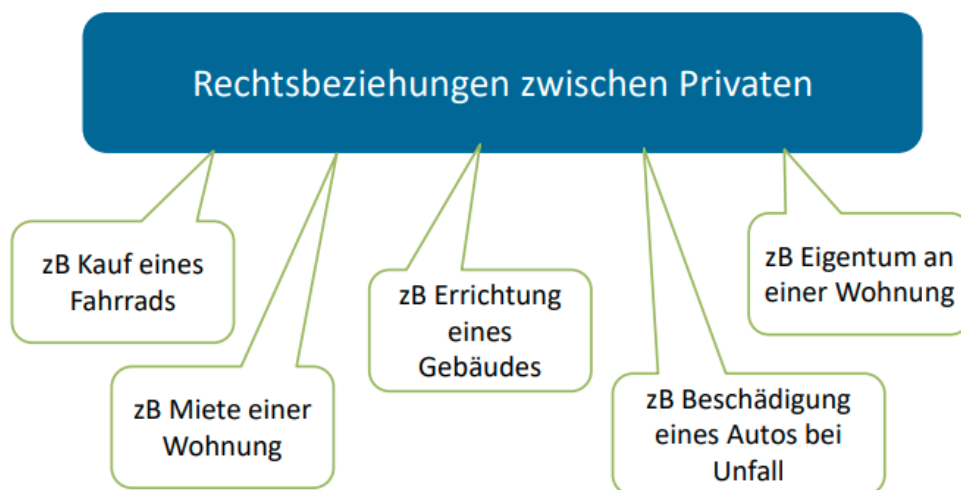 Rechtsbeziehungen zwischen Privaten
zB Kauf eines
Fahrrads
zB Miete einer
Wohnung
zB Errichtung
eines
Gebäudes
zB Beschädigung
eines Autos bei
Unfall
zB Eigentum an
einer Wohnung